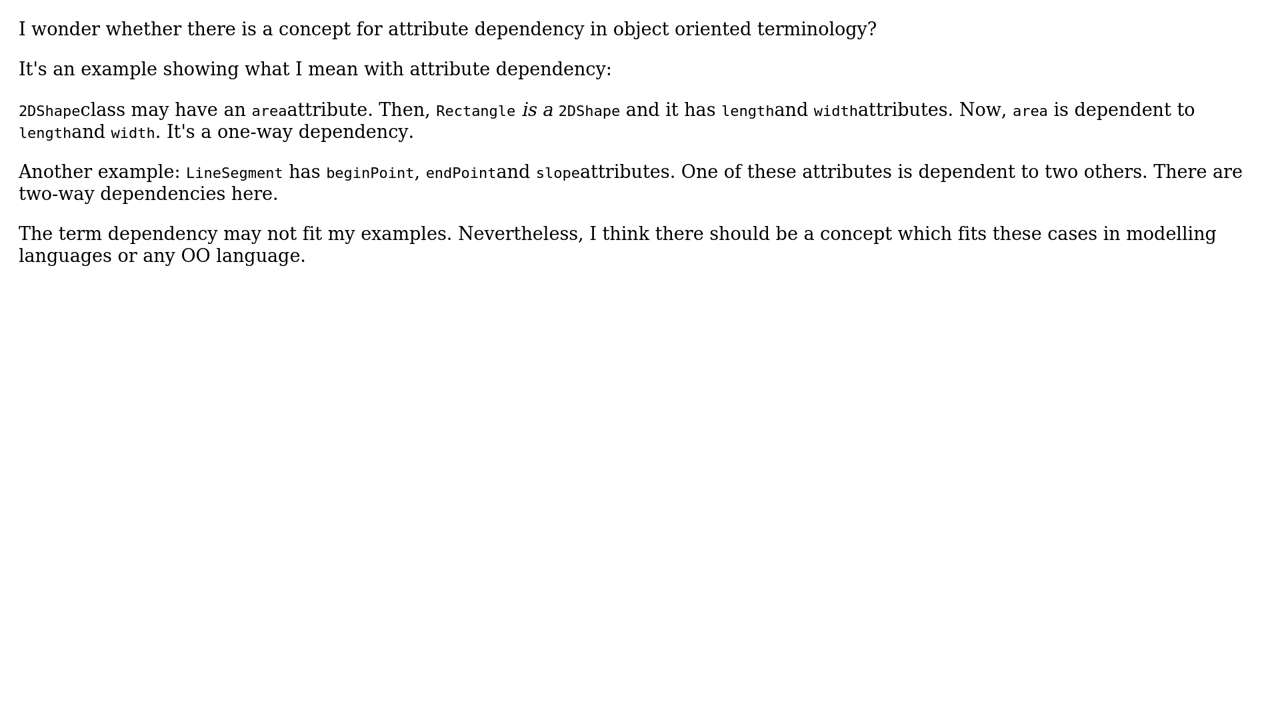 I wonder whether there is a concept for attribute dependency in object oriented terminology?
It's an example showing what I mean with attribute dependency:
2DShapeclass may have an areaattribute. Then, Rectangle is a 2DShape and it has lengthand widthattributes. Now, area is dependent to
lengthand width. It's a one-way dependency.
Another example: LineSegment has beginPoint, endPointand slopeattributes. One of these attributes is dependent to two others. There are
two-way dependencies here.
The term dependency may not fit my examples. Nevertheless, I think there should be a concept which fits these cases in modelling
languages or any OO language.